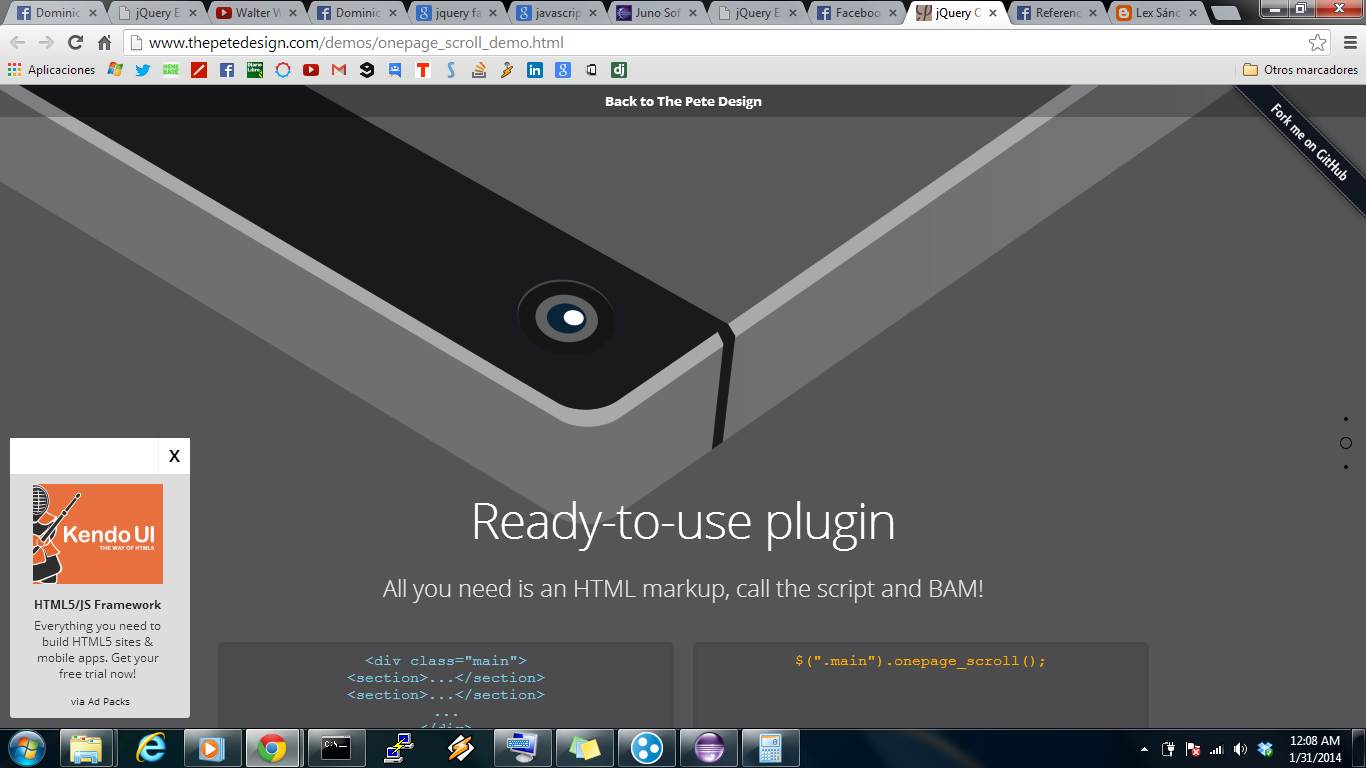 Dominic
jQuery E
Walter W
Dominic
jquery fa
javascrip
Juno Sof
jQuery E
Faceboo
jQuery O
Referenc
Lex Sánc
www.thepetedesign.com/demos/onepage_scroll_demo.html
Aplicaciones
Otros marcadores
Back to The Pete Design
Fork me on GitHub
X
Kendo UI
THE WAY OF HTML5
HTML5/JS Framework
Everything you need to
build HTML5 sites &
mobile apps. Get your
free trial now!
via Ad Packs
Ready-to-use plugin
All you need is an HTML markup, call the script and BAM!
<div class="main">
<section>...</section>
<section>...</section>
...
</div>
$(".main").onepage_scroll();
12:08 AM
1/31/2014